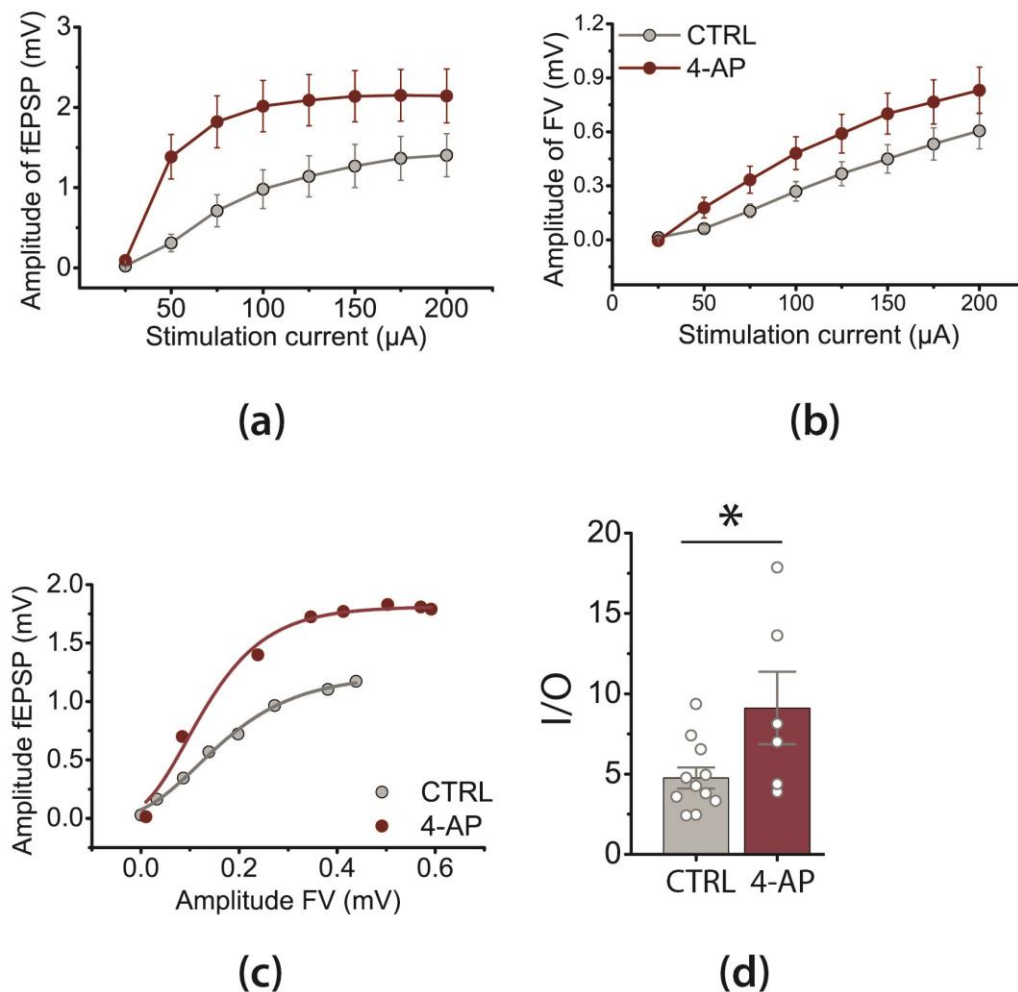 Amplitude of fEPSP (mV)
3
2
1
0
50 100 150 200
Stimulation current (µA)
(a)
Amplitude of FV (mV)
1.2
0.9
0.6
0.3
0.0
CTRL
4-AP
0 50 100 150 200
Stimulation current (µA)
(b)
Amplitude fEPSP (mV)
2.0
1.5
1.0
0.5
0.0
CTRL
4-AP
0.0 0.2 0.4 0.6
Amplitude FV (mV)
(c)
I/O
20
15
10
5
0
*
CTRL 4-AP
(d)